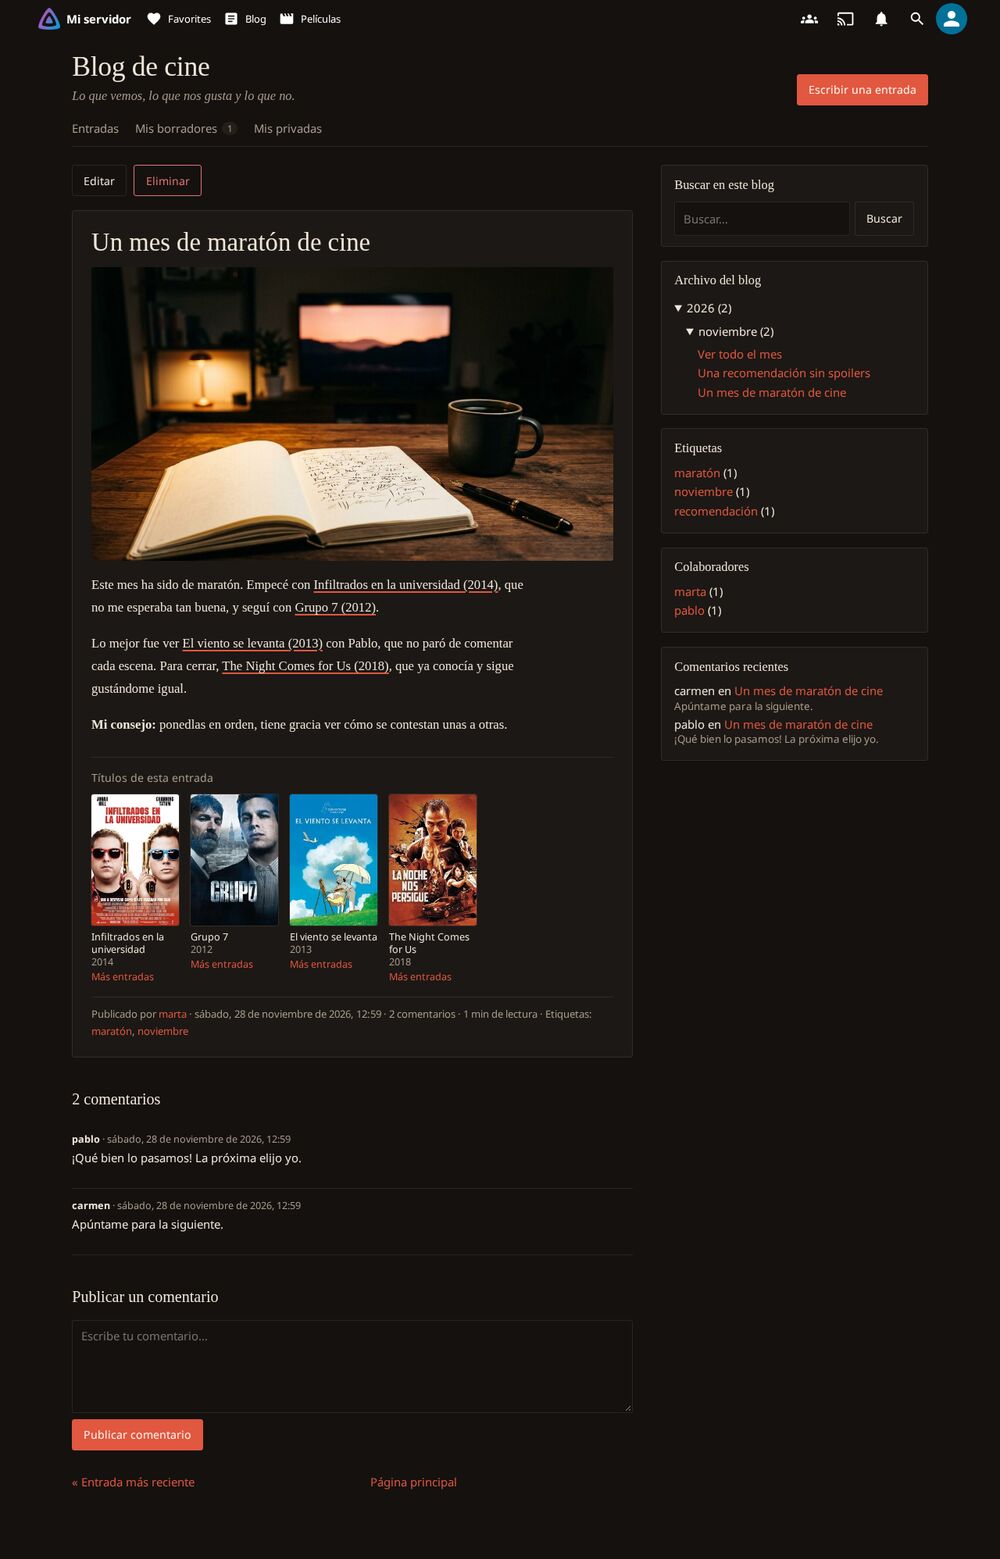 Mi servidor
Favorites
Blog
Películas
Blog de cine
Lo que vemos, lo que nos gusta y lo que no.
Escribir una entrada
Entradas
Mis borradores 1
Mis privadas
Editar
Eliminar
Un mes de maratón de cine
Este mes ha sido de maratón. Empecé con Infiltrados en la universidad (2014), que
no me esperaba tan buena, y seguí con Grupo 7 (2012).
Lo mejor fue ver El viento se levanta (2013) con Pablo, que no paró de comentar
cada escena. Para cerrar, The Night Comes for Us (2018), que ya conocía y sigue
gustándome igual.
Mi consejo: ponedlas en orden, tiene gracia ver cómo se contestan unas a otras.
Títulos de esta entrada
INFILTRADOS EN
LA UNIVERSIDAD
GRUPO
EL VIENTO SE LEVANTA
LA NOCHE
NOS
PERSIGUE
Infiltrados en la
universidad
2014
Más entradas
Grupo 7
2012
Más entradas
El viento se levanta
2013
Más entradas
The Night Comes
for Us
2018
Más entradas
Publicado por marta · sábado, 28 de noviembre de 2026, 12:59 · 2 comentarios · 1 min de lectura · Etiquetas:
maratón, noviembre
2 comentarios
pablo · sábado, 28 de noviembre de 2026, 12:59
¡Qué bien lo pasamos! La próxima elijo yo.
carmen · sábado, 28 de noviembre de 2026, 12:59
Apúntame para la siguiente.
Publicar un comentario
Escribe tu comentario...
Publicar comentario
« Entrada más reciente
Página principal
Buscar en este blog
Buscar...
Buscar
Archivo del blog
▼ 2026 (2)
▼ noviembre (2)
Ver todo el mes
Una recomendación sin spoilers
Un mes de maratón de cine
Etiquetas
maratón (1)
noviembre (1)
recomendación (1)
Colaboradores
marta (1)
pablo (1)
Comentarios recientes
carmen en Un mes de maratón de cine
Apúntame para la siguiente.
pablo en Un mes de maratón de cine
¡Qué bien lo pasamos! La próxima elijo yo.